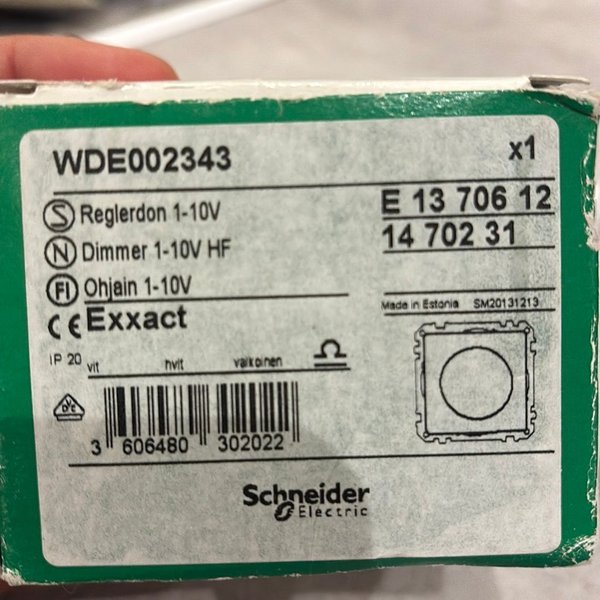 WDE002343
x1
S Reglerdon 1-10V
E 13 706 12
N Dimmer 1-10V HF
14 702 31
FI Ohjain 1-10V
Made in Estonia SM20131213
CE Exxact
IP 20 vit hvit valkoinen
VDE
3 606480 302022
Schneider
Electric